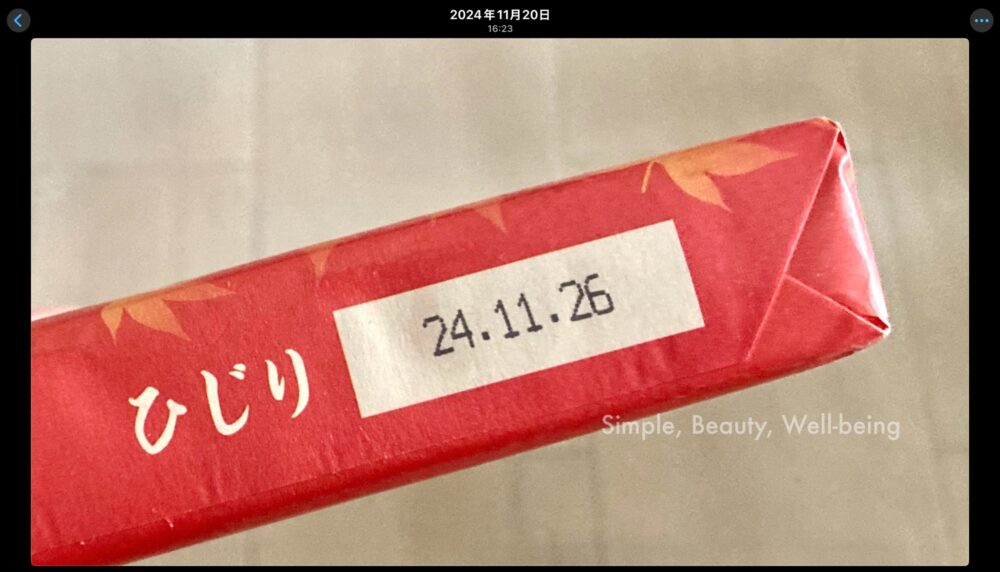 2024年11月20日
16:23
ひじり
24.11.26
Simple, Beauty, Well-being